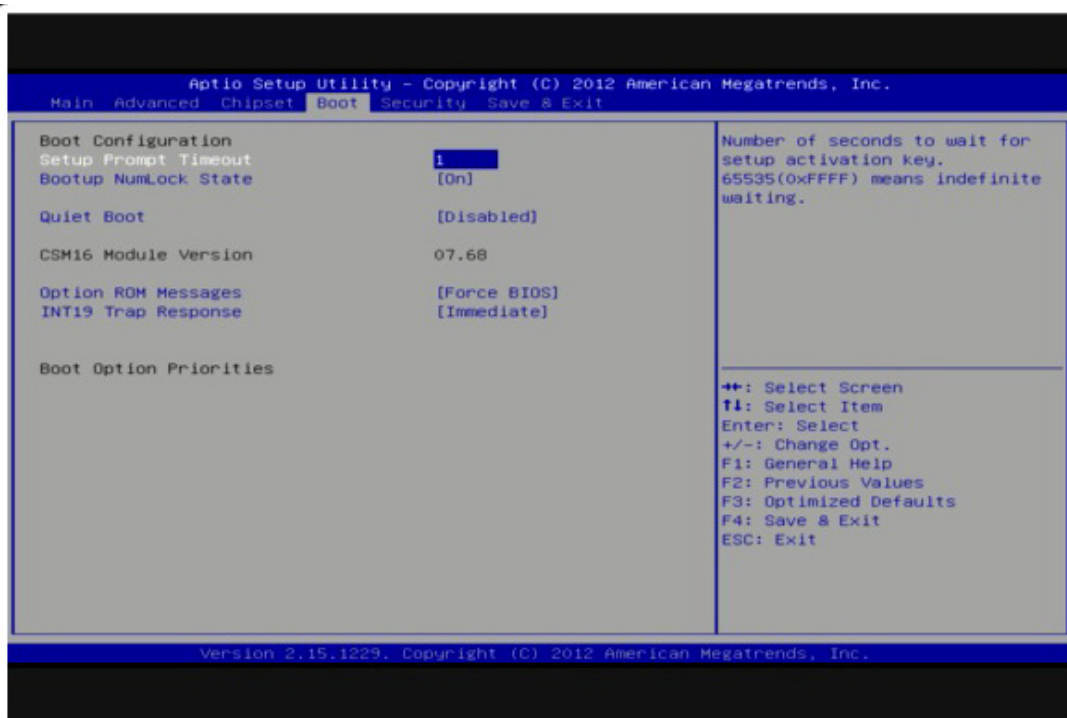 Aptio Setup Utility – Copyright (C) 2012 American Megatrends, Inc.
Main Advanced Chipset Boot Security Save & Exit
Boot Configuration
Setup Prompt Timeout 1
Bootup NumLock State [On]
Quiet Boot [Disabled]
CSM16 Module Version 07.68
Option ROM Messages [Force BIOS]
INT19 Trap Response [Immediate]
Boot Option Priorities
Number of seconds to wait for
setup activation key.
65535(0xFFFF) means indefinite
waiting.
→←: Select Screen
↑↓: Select Item
Enter: Select
+/-: Change Opt.
F1: General Help
F2: Previous Values
F3: Optimized Defaults
F4: Save & Exit
ESC: Exit
Version 2.15.1229. Copyright (C) 2012 American Megatrends, Inc.